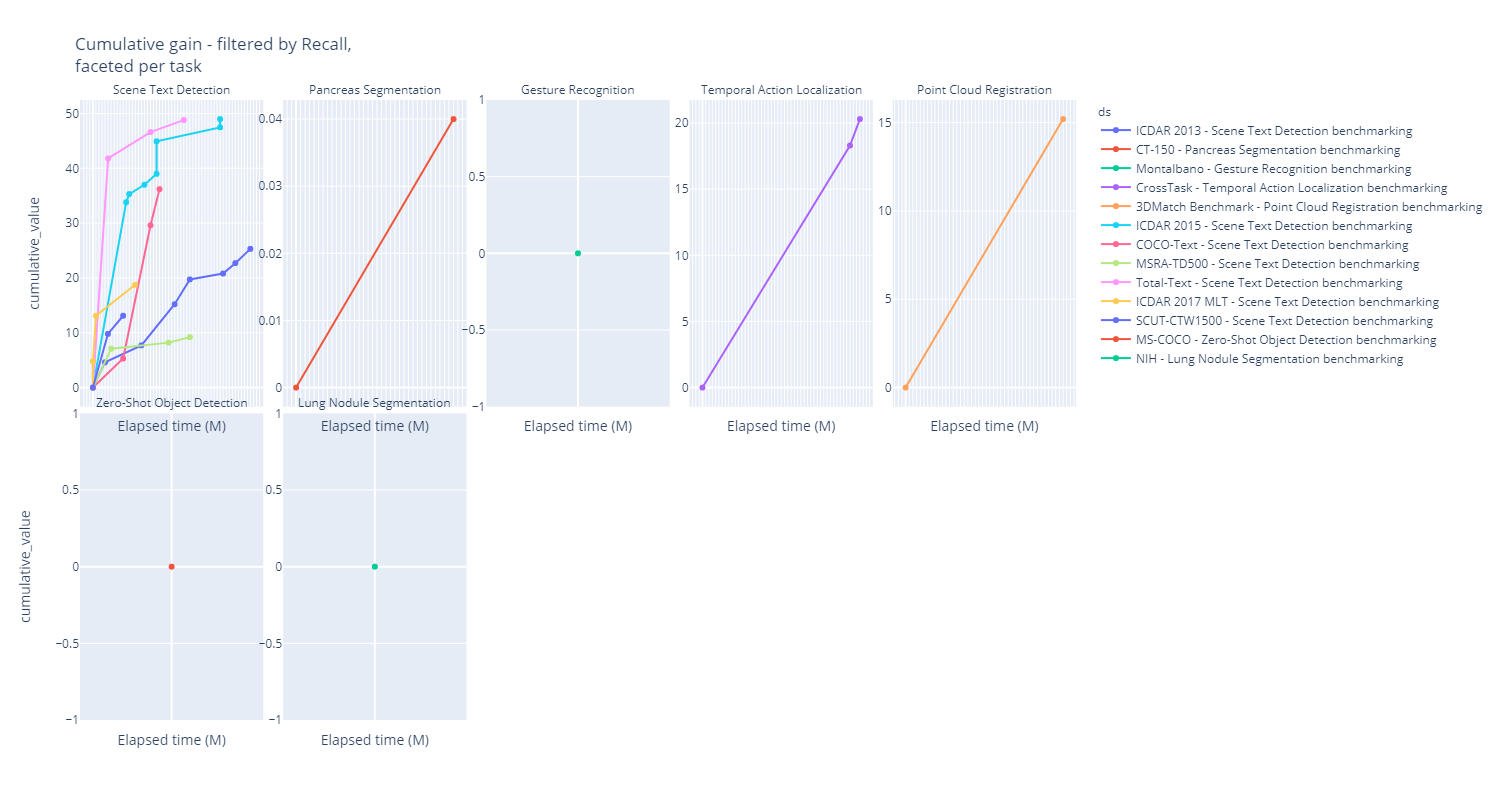 Cumulative gain - filtered by Recall,
faceted per task
Scene Text Detection
Pancreas Segmentation
Gesture Recognition
Temporal Action Localization
Point Cloud Registration
cumulative_value
50
40
30
20
10
0
0.04
0.03
0.02
0.01
0
1
0.5
0
−0.5
−1
20
15
10
5
0
15
10
5
0
Elapsed time (M)
Elapsed time (M)
Elapsed time (M)
Elapsed time (M)
Elapsed time (M)
Zero-Shot Object Detection
Lung Nodule Segmentation
cumulative_value
1
0.5
0
−0.5
−1
1
0.5
0
−0.5
−1
Elapsed time (M)
Elapsed time (M)
ds
ICDAR 2013 - Scene Text Detection benchmarking
CT-150 - Pancreas Segmentation benchmarking
Montalbano - Gesture Recognition benchmarking
CrossTask - Temporal Action Localization benchmarking
3DMatch Benchmark - Point Cloud Registration benchmarking
ICDAR 2015 - Scene Text Detection benchmarking
COCO-Text - Scene Text Detection benchmarking
MSRA-TD500 - Scene Text Detection benchmarking
Total-Text - Scene Text Detection benchmarking
ICDAR 2017 MLT - Scene Text Detection benchmarking
SCUT-CTW1500 - Scene Text Detection benchmarking
MS-COCO - Zero-Shot Object Detection benchmarking
NIH - Lung Nodule Segmentation benchmarking